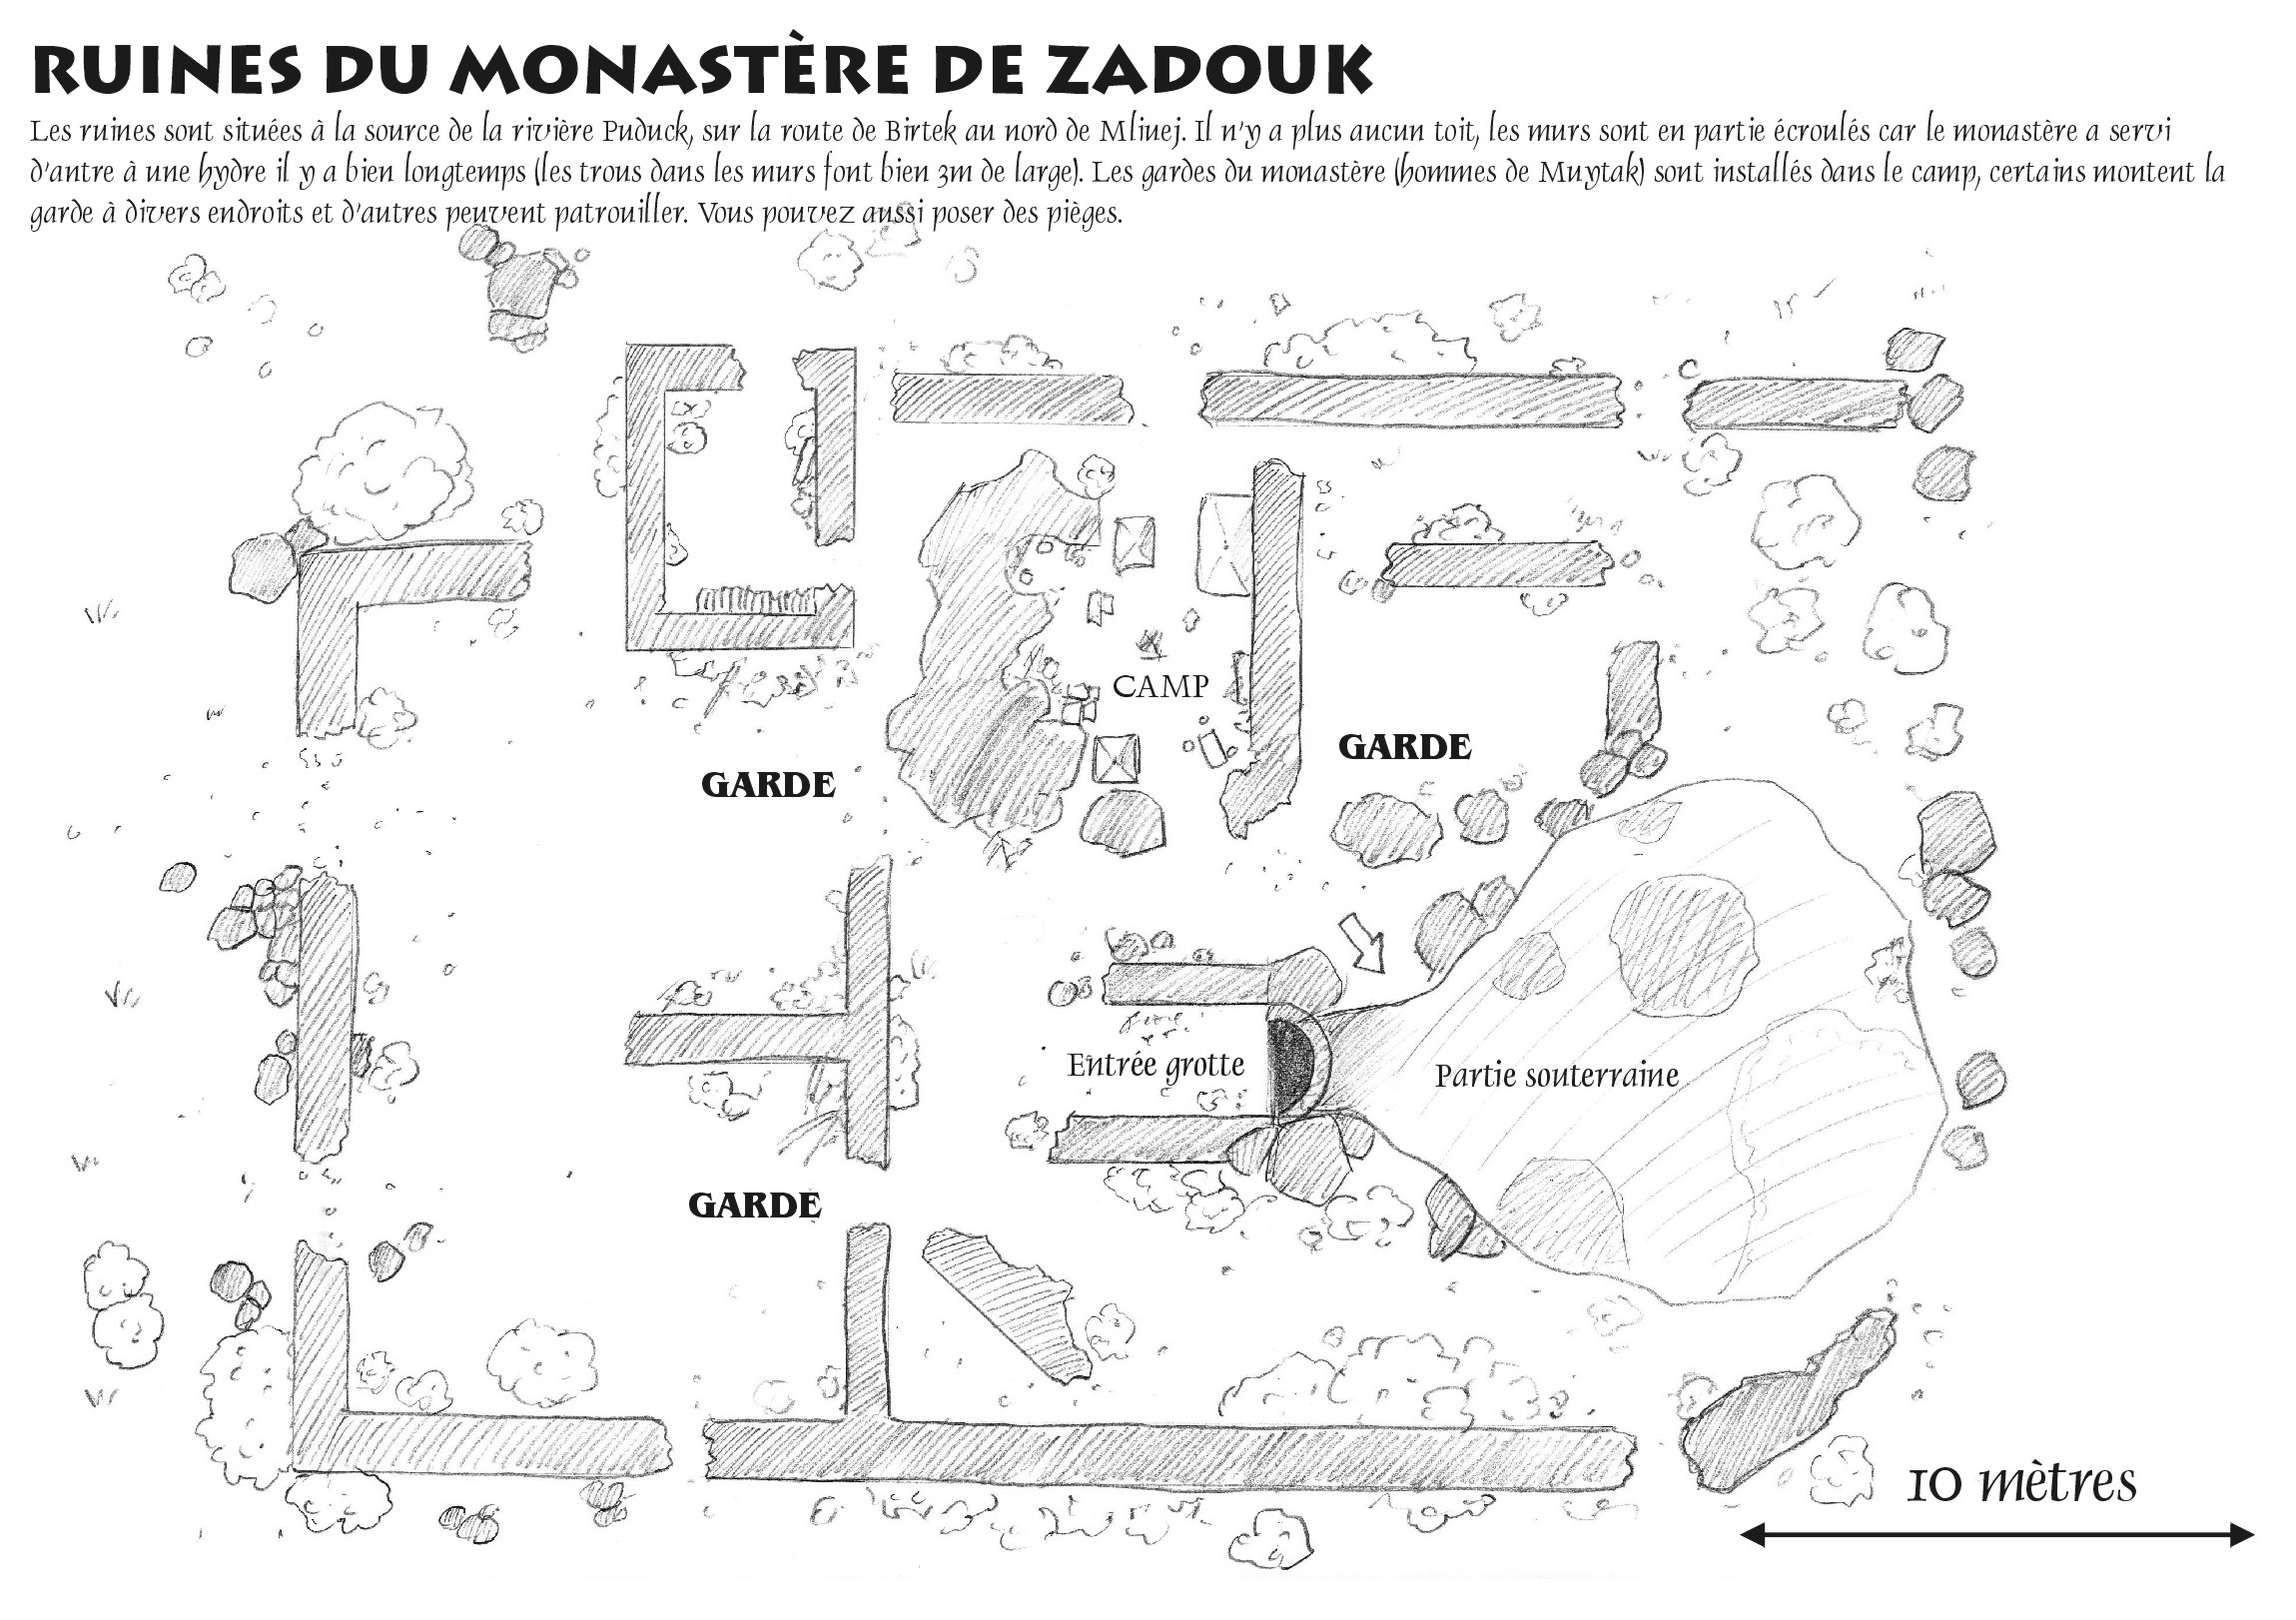 RUINES DU MONASTÈRE DE ZADOUK
Les ruines sont situées à la source de la rivière Puduck, sur la route de Birtek au nord de Mliuej. Il n'y a plus aucun toit, les murs sont en partie écroulés car le monastère a servi
d'antre à une hydre il y a bien longtemps (les trous dans les murs font bien 3m de large). Les gardes du monastère (hommes de Muytak) sont installés dans le camp, certains montent la
garde à divers endroits et d'autres peuvent patrouiller. Vous pouvez aussi poser des pièges.
CAMP
GARDE
GARDE
Entrée grotte
Partie souterraine
GARDE
10 mètres